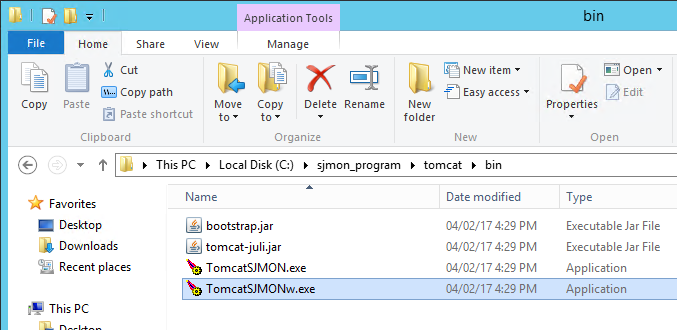 Application Tools
bin
File
Home
Share
View
Manage
Copy
Paste
Cut
Copy path
Paste shortcut
Clipboard
Move to
Copy to
Delete
Rename
Organize
New folder
New item
Easy access
New
Properties
Open
Edit
Open
This PC
Local Disk (C:)
sjmon_program
tomcat
bin
Favorites
Desktop
Downloads
Recent places
This PC
Desktop
Name
Date modified
Type
bootstrap.jar 04/02/17 4:29 PM Executable Jar File
tomcat-juli.jar 04/02/17 4:29 PM Executable Jar File
TomcatSJMON.exe 04/02/17 4:29 PM Application
TomcatSJMONw.exe 04/02/17 4:29 PM Application